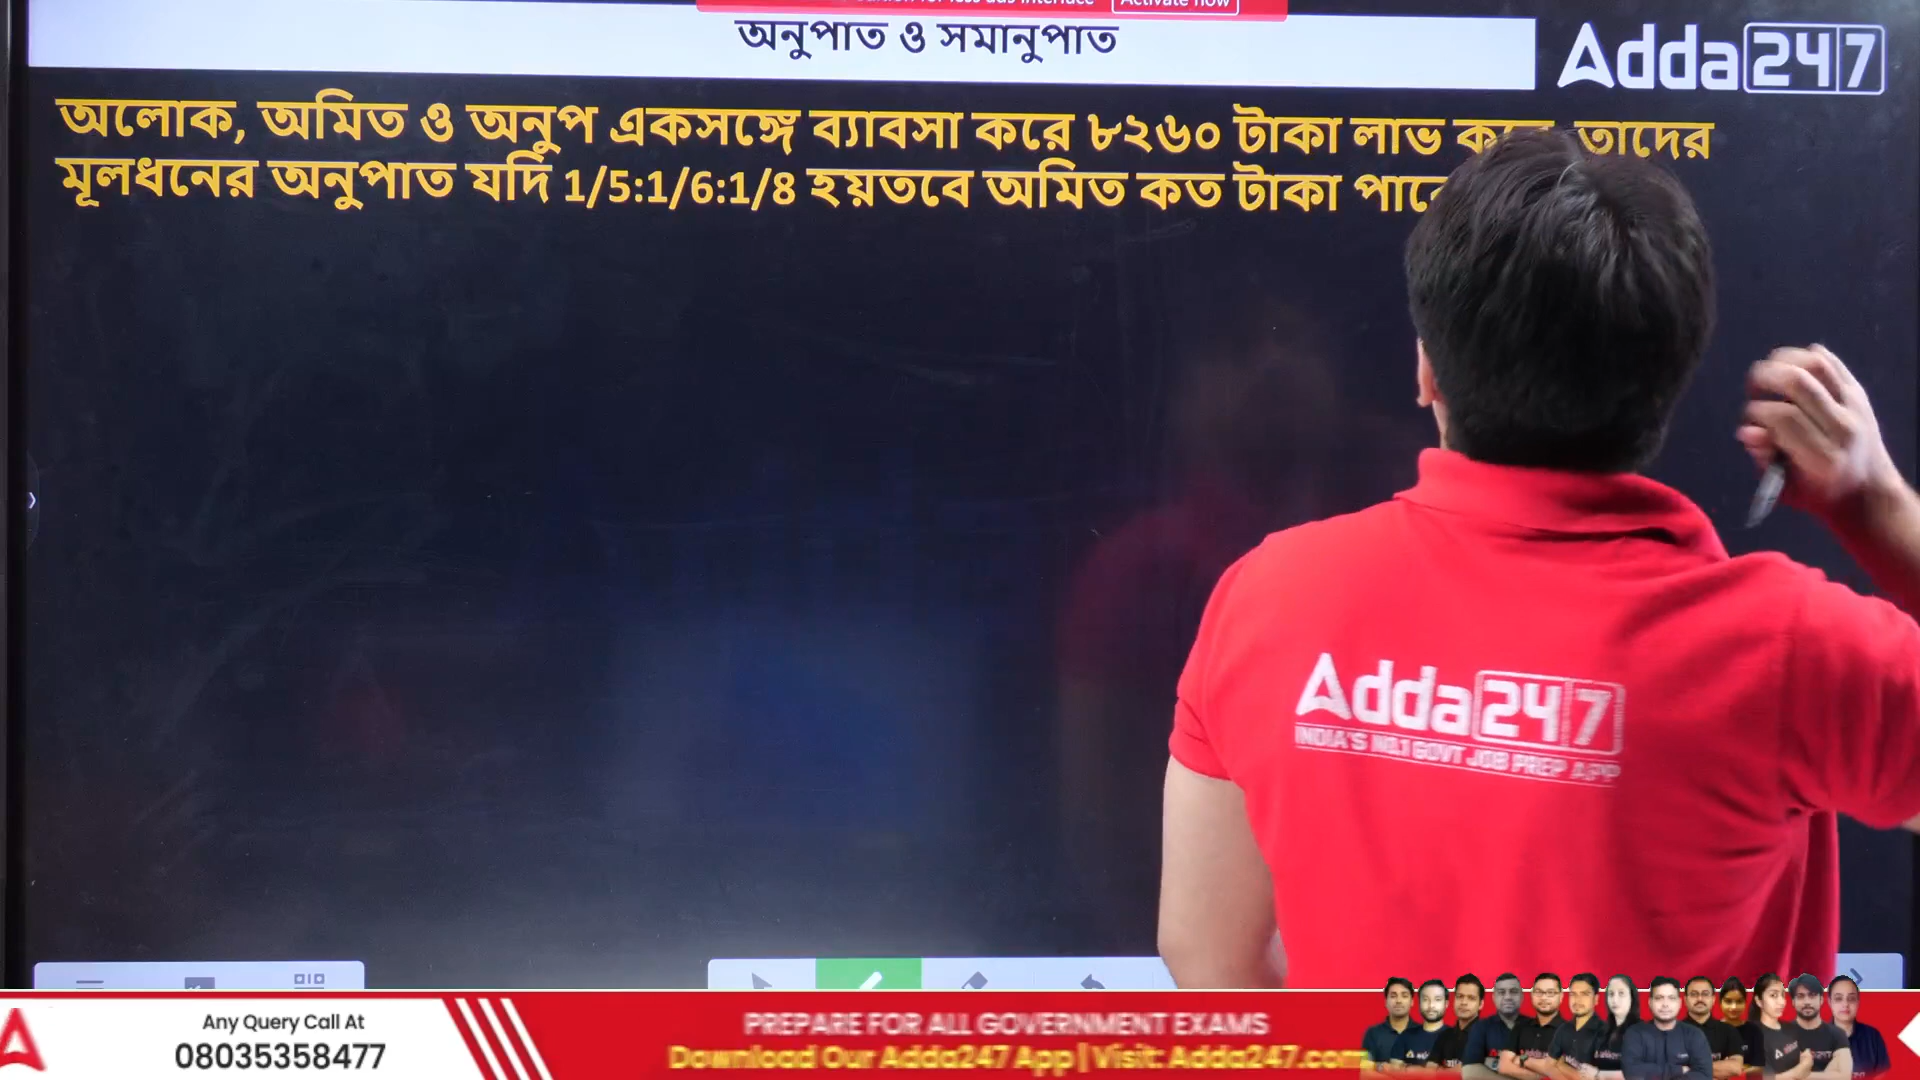 Activate now
অনুপাত ও সমানুপাত
Adda247
অলোক, অমিত ও অনুপ একসঙ্গে ব্যাবসা করে ৮২৬০ টাকা লাভ তাদের
মূলধনের অনুপাত যদি 1/5:1/6:1/8 হয়তবে অমিত কত টাকা
Adda247
INDIA'S NO.1 GOVT JOB PREP APP
Any Query Call At
08035358477
PREPARE FOR ALL GOVERNMENT EXAMS
Download Our Adda247 App | Visit: Adda247.com